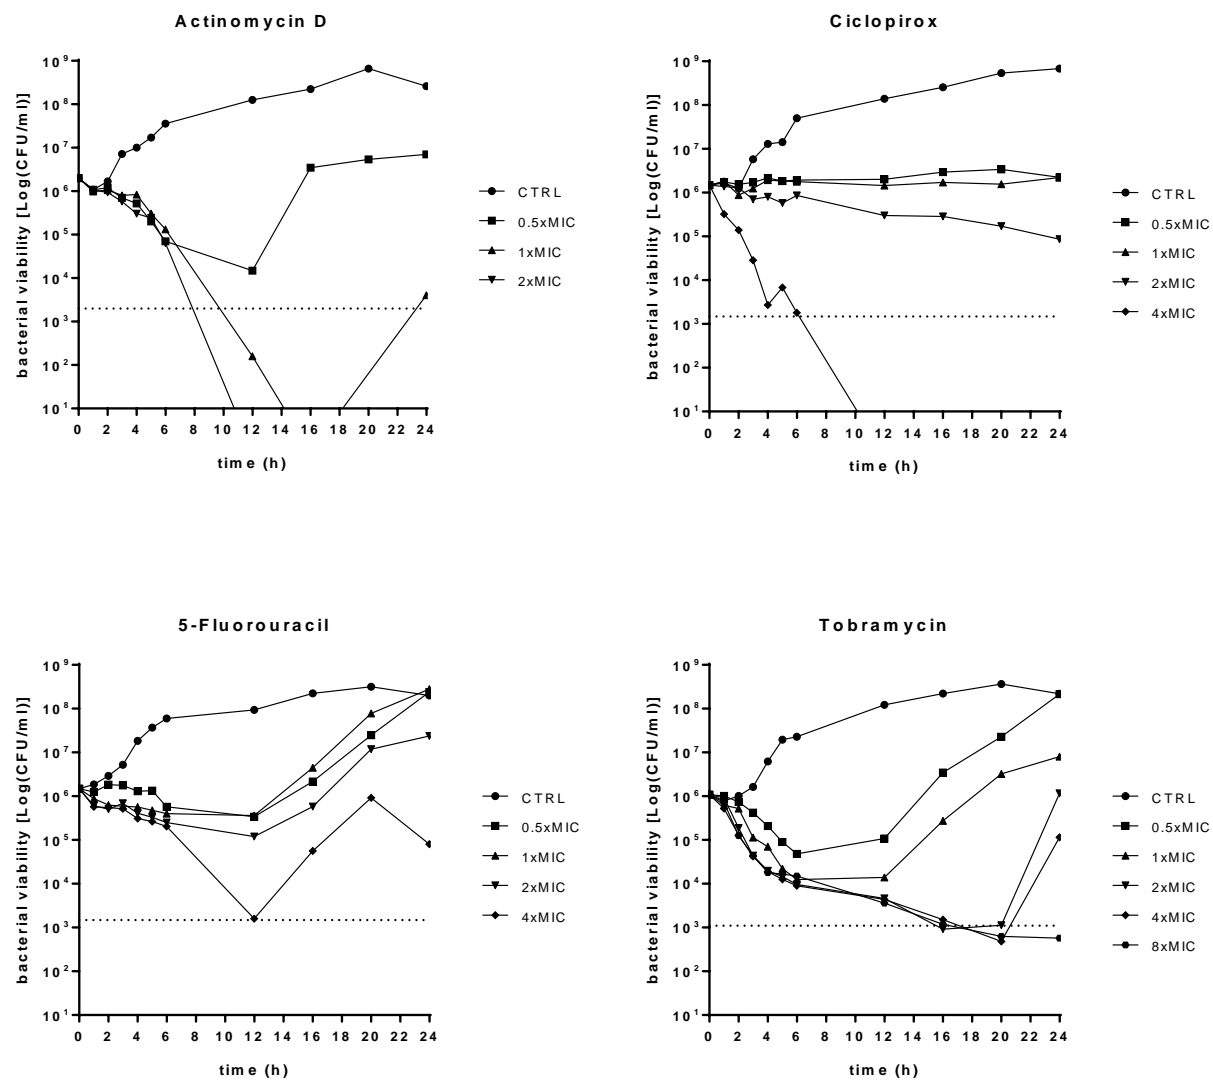 Actinomycin D
bacterial viability [Log(CFU/ml)]
10⁹
10⁸
10⁷
10⁶
10⁵
10⁴
10³
10²
10¹
0 2 4 6 8 10 12 14 16 18 20 22 24
time (h)
CTRL
0.5xMIC
1xMIC
2xMIC
Ciclopirox
bacterial viability [Log(CFU/ml)]
10⁹
10⁸
10⁷
10⁶
10⁵
10⁴
10³
10²
10¹
0 2 4 6 8 10 12 14 16 18 20 22 24
time (h)
CTRL
0.5xMIC
1xMIC
2xMIC
4xMIC
5-Fluorouracil
bacterial viability [Log(CFU/ml)]
10⁹
10⁸
10⁷
10⁶
10⁵
10⁴
10³
10²
10¹
0 2 4 6 8 10 12 14 16 18 20 22 24
time (h)
CTRL
0.5xMIC
1xMIC
2xMIC
4xMIC
Tobramycin
bacterial viability [Log(CFU/ml)]
10⁹
10⁸
10⁷
10⁶
10⁵
10⁴
10³
10²
10¹
0 2 4 6 8 10 12 14 16 18 20 22 24
time (h)
CTRL
0.5xMIC
1xMIC
2xMIC
4xMIC
8xMIC